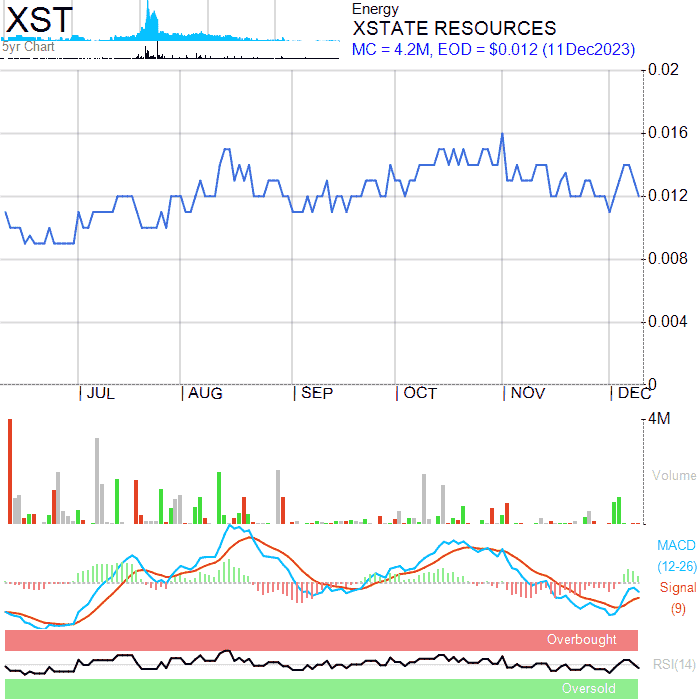 XST
5yr Chart
Energy
XSTATE RESOURCES
MC = 4.2M, EOD = $0.012 (11Dec2023)
0.02
0.016
0.012
0.008
0.004
0
JUL AUG SEP OCT NOV DEC
4M
Volume
MACD
(12-26)
Signal
(9)
Overbought
RSI(14)
Oversold